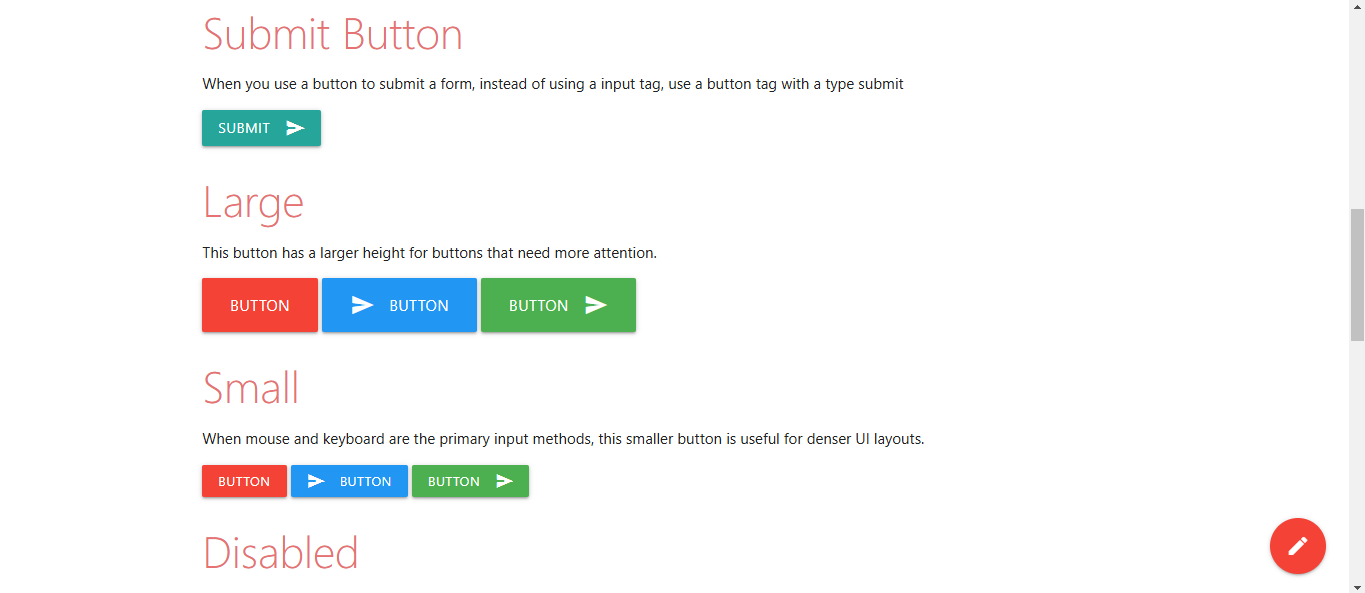 Submit Button
When you use a button to submit a form, instead of using a input tag, use a button tag with a type submit
SUBMIT
Large
This button has a larger height for buttons that need more attention.
BUTTON BUTTON BUTTON
Small
When mouse and keyboard are the primary input methods, this smaller button is useful for denser UI layouts.
BUTTON BUTTON BUTTON
Disabled